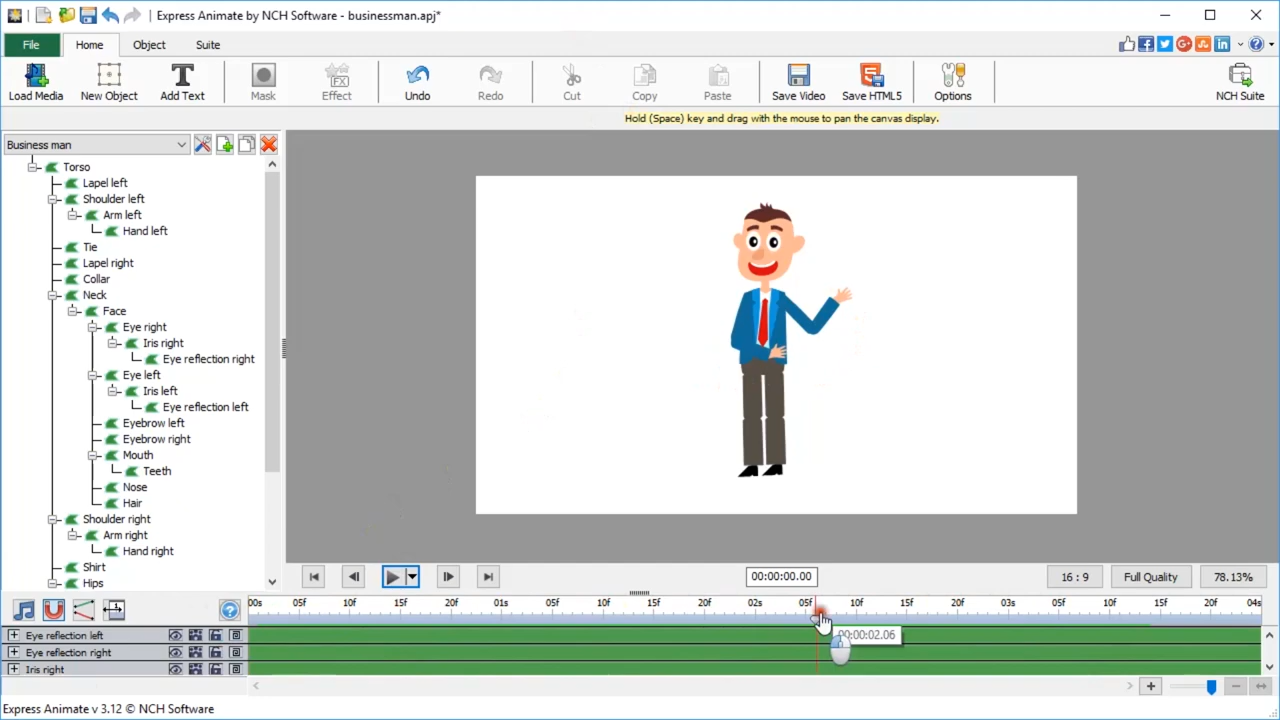 Express Animate by NCH Software - businessman.apj*
File Home Object Suite
Load Media New Object Add Text Mask FX Effect Undo Redo Cut Copy Paste Save Video Save HTML5 Options NCH Suite
Hold (Space) key and drag with the mouse to pan the canvas display.
Business man
Torso
Lapel left
Shoulder left
Arm left
Hand left
Tie
Lapel right
Collar
Neck
Face
Eye right
Iris right
Eye reflection right
Eye left
Iris left
Eye reflection left
Eyebrow left
Eyebrow right
Mouth
Teeth
Nose
Hair
Shoulder right
Arm right
Hand right
Shirt
Hips
00:00:00.00 16 : 9 Full Quality 78.13%
00s 05f 10f 15f 20f 01s 05f 10f 15f 20f 02s 05f 10f 15f 20f 03s 05f 10f 15f 20f 04s
00:00:02.06
Eye reflection left
Eye reflection right
Iris right
Express Animate v 3.12 © NCH Software